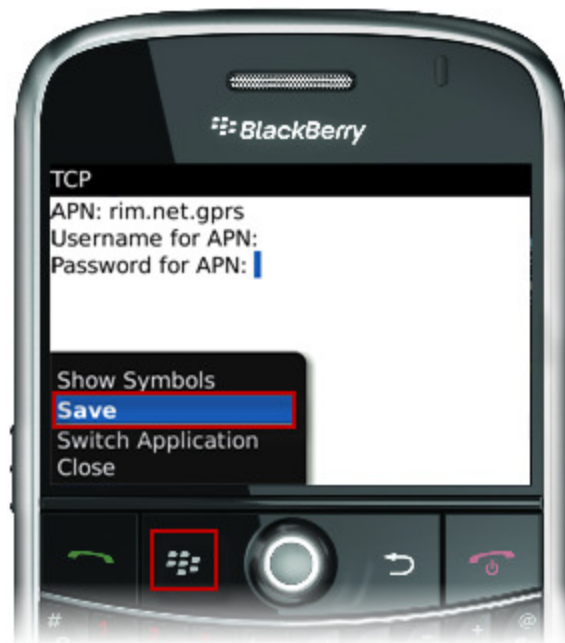 BlackBerry
TCP
APN: rim.net.gprs
Username for APN:
Password for APN:
Show Symbols
Save
Switch Application
Close
# @